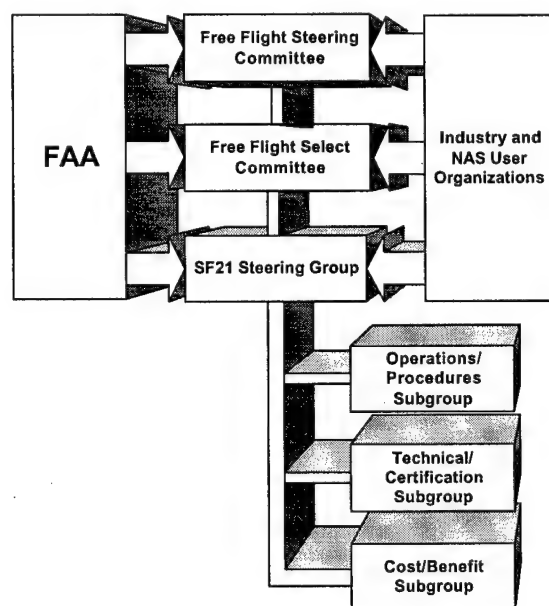 Free Flight Steering
Committee
FAA
Free Flight Select
Committee
Industry and
NAS User
Organizations
SF21 Steering Group
Operations/
Procedures
Subgroup
Technical/
Certification
Subgroup
Cost/Benefit
Subgroup